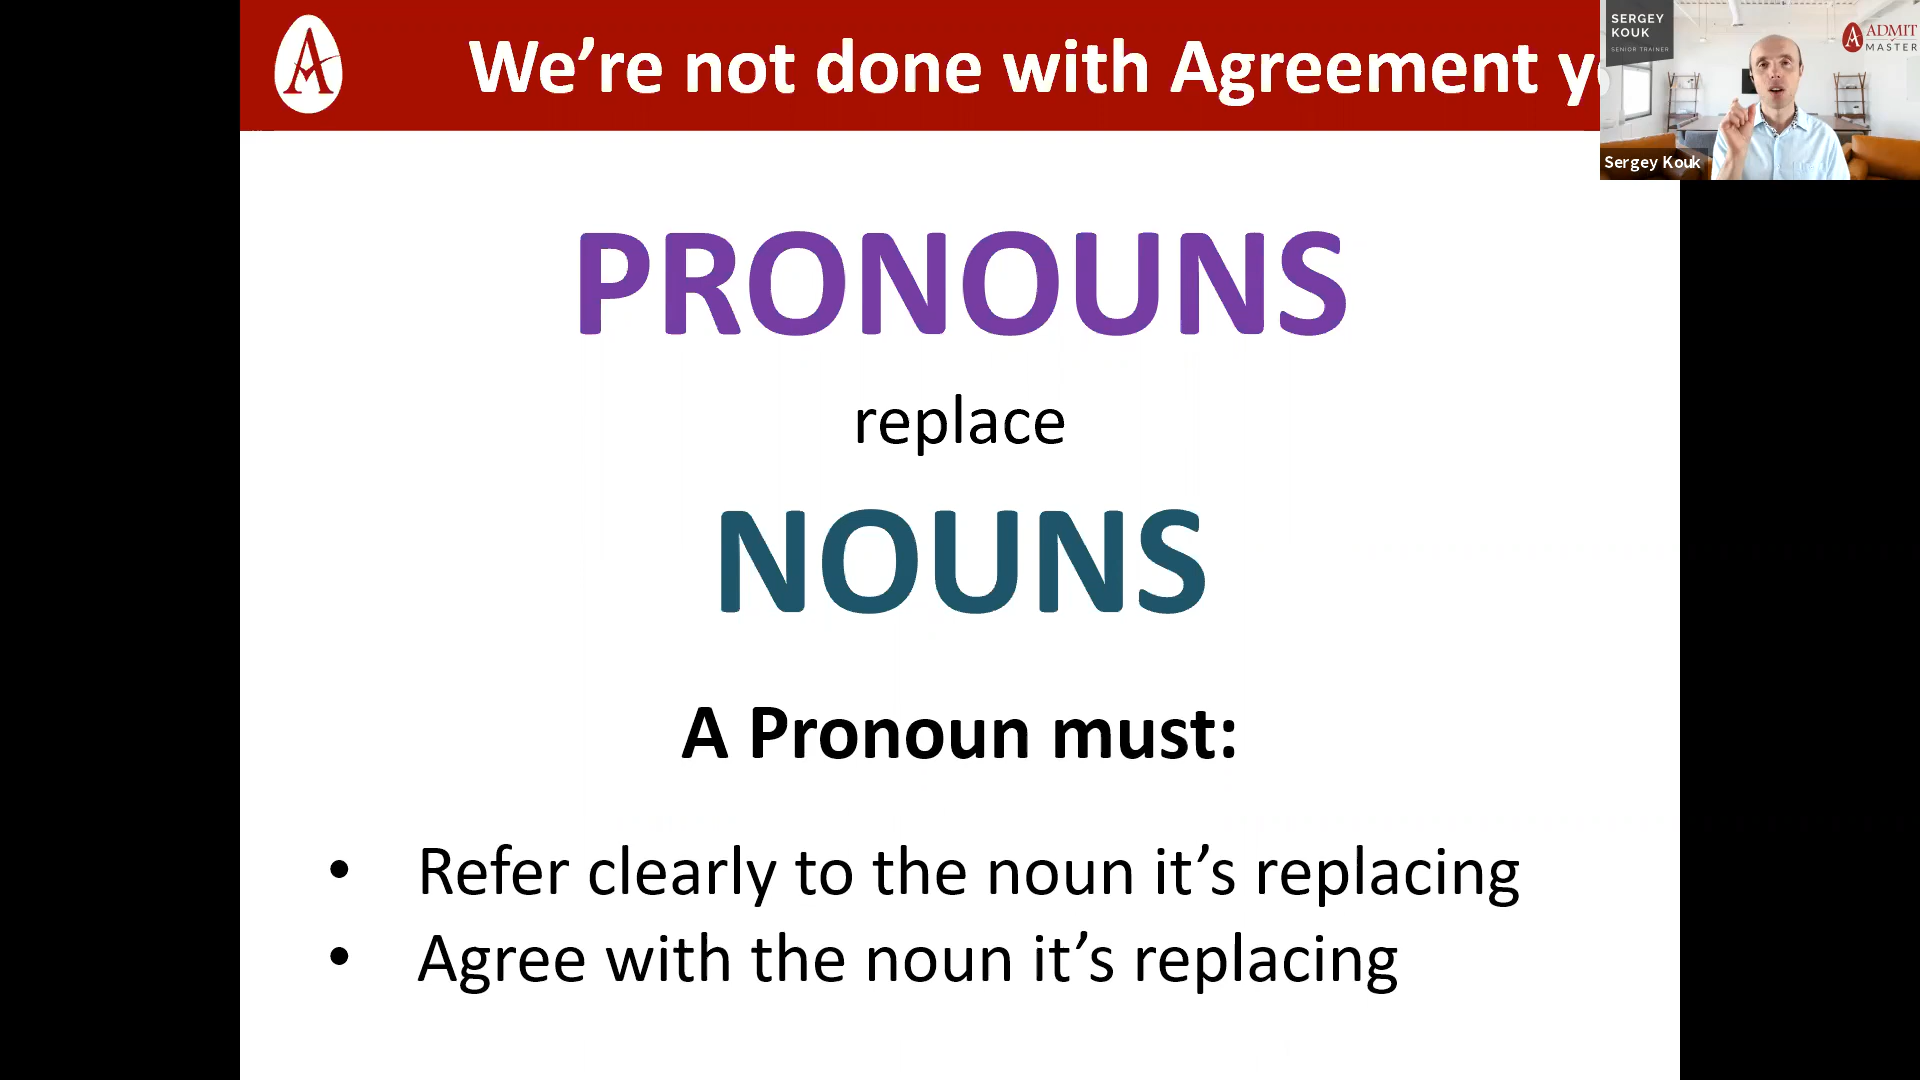 We're not done with Agreement
SERGEY
KOUK
SENIOR TRAINER
ADMIT
MASTER
Sergey Kouk
PRONOUNS
replace
NOUNS
A Pronoun must:
• Refer clearly to the noun it's replacing
• Agree with the noun it's replacing